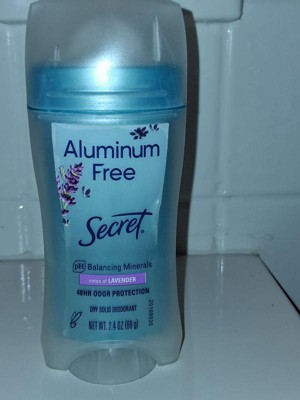 Aluminum
Free
Secret.
pH Balancing Minerals
notes of LAVENDER
48HR ODOR PROTECTION
DRY SOLID DEODORANT
NET WT. 2.4 OZ (68 g)